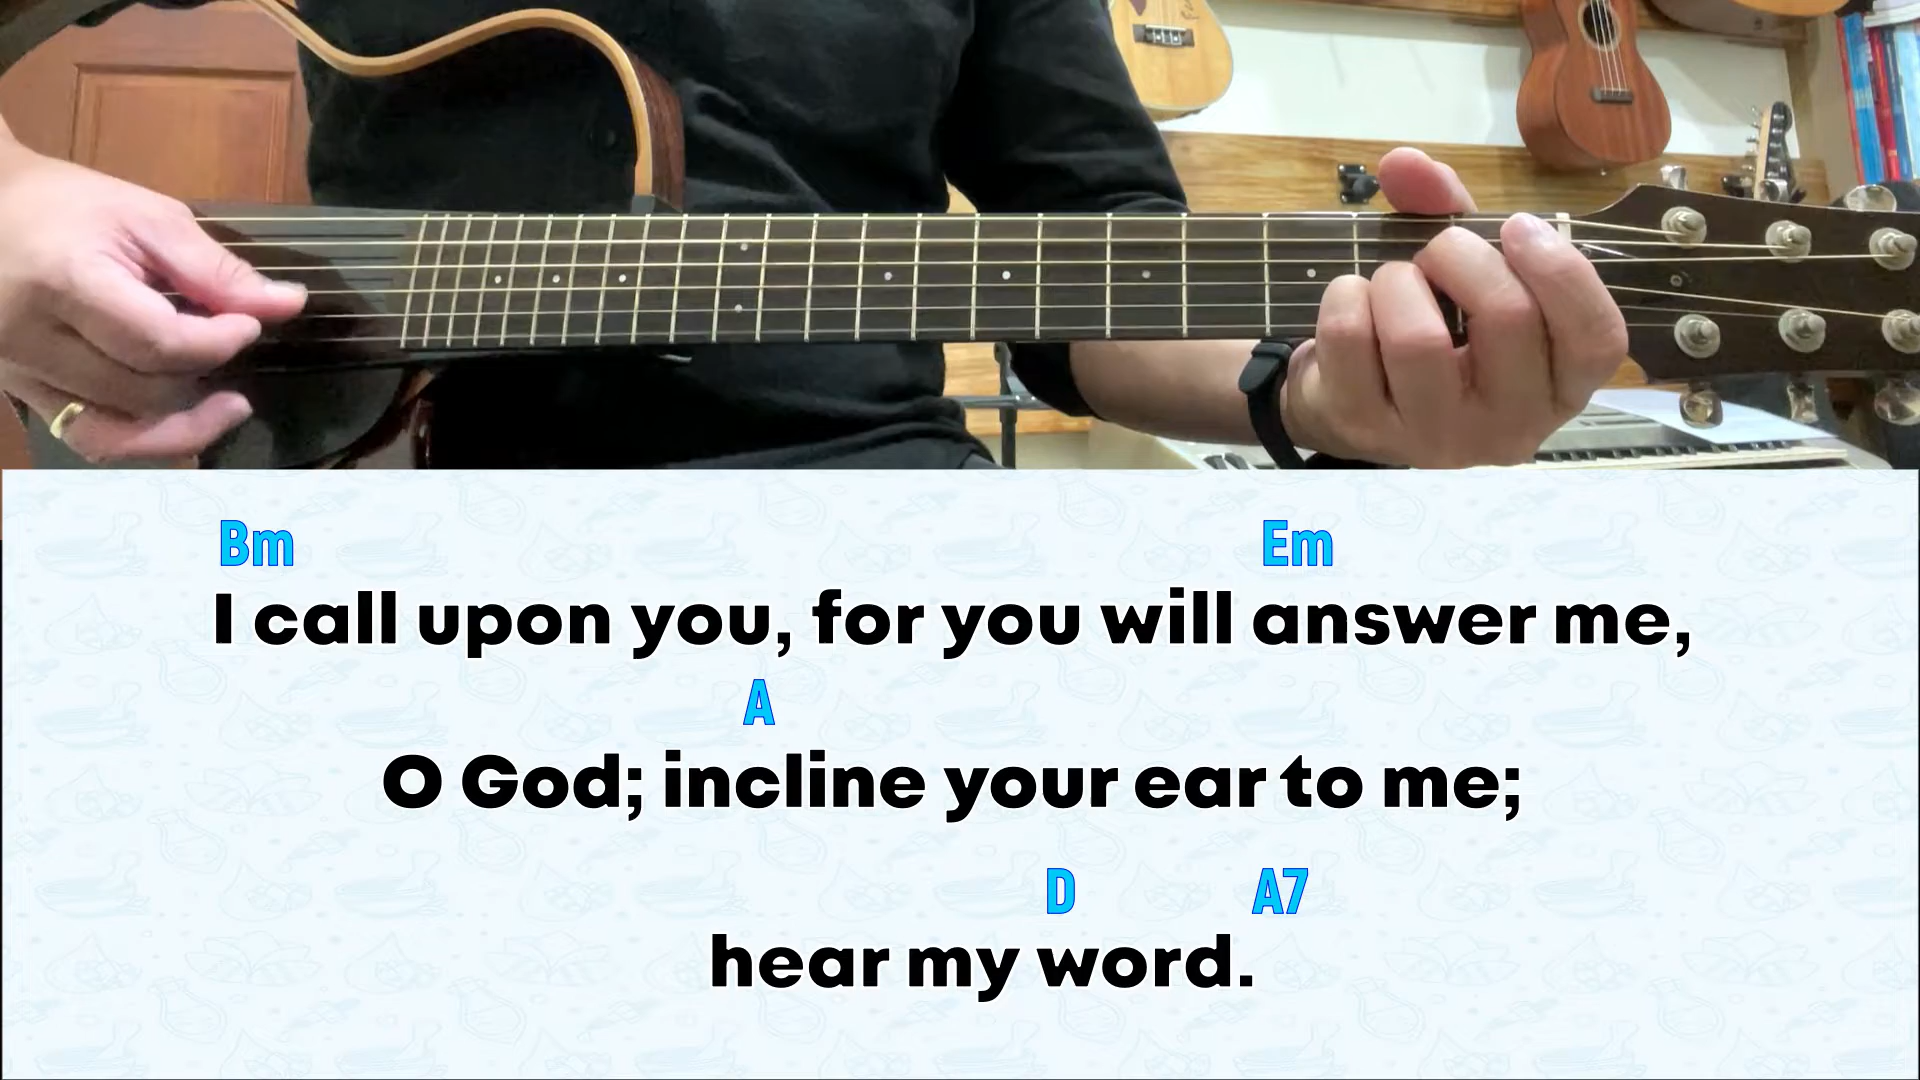 Bm Em
I call upon you, for you will answer me,
A
O God; incline your ear to me;
D A7
hear my word.